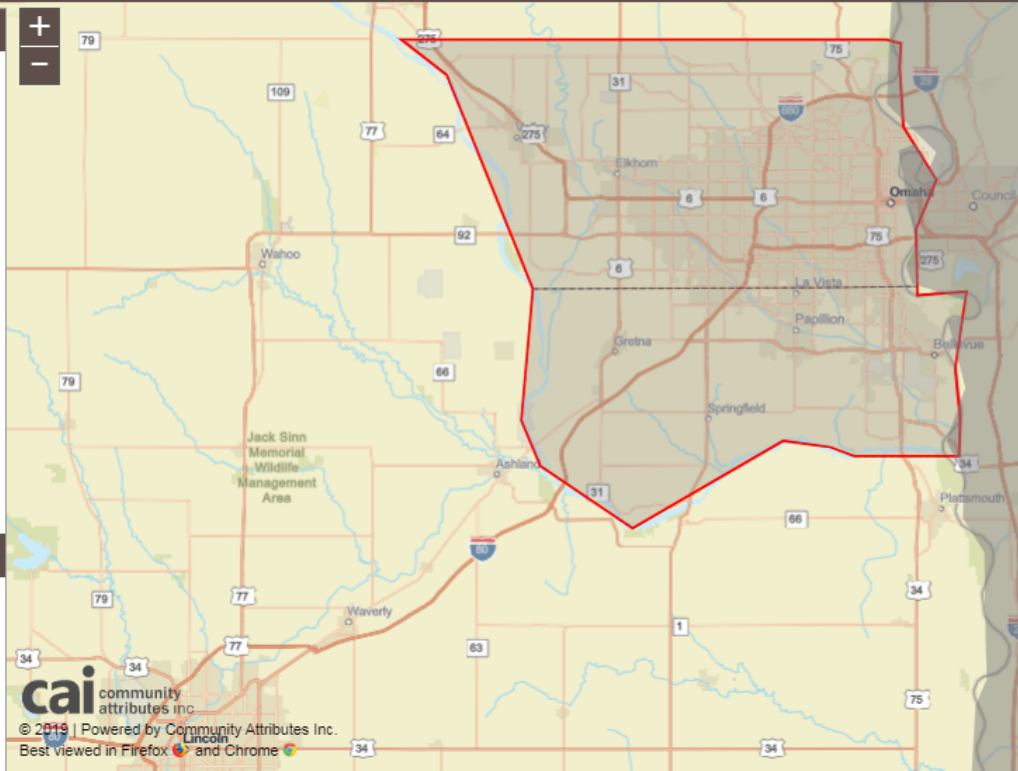 +
−
79
275
75
31
29
109
680
77
64
275
Elkhorn
6
6
Omaha
Council
92
75
Wahoo
275
6
La Vista
Papillion
Gretna
Bellevue
66
79
Springfield
Jack Sinn
Memorial
Wildlife
Management
Area
Ashland
34
31
Plattsmouth
66
80
34
77
79
Waverly
1
63
77
34
34
cai community
attributes inc
75
© 2019 | Powered by Community Attributes Inc.
80
Lincoln
34
34
Best viewed in Firefox and Chrome